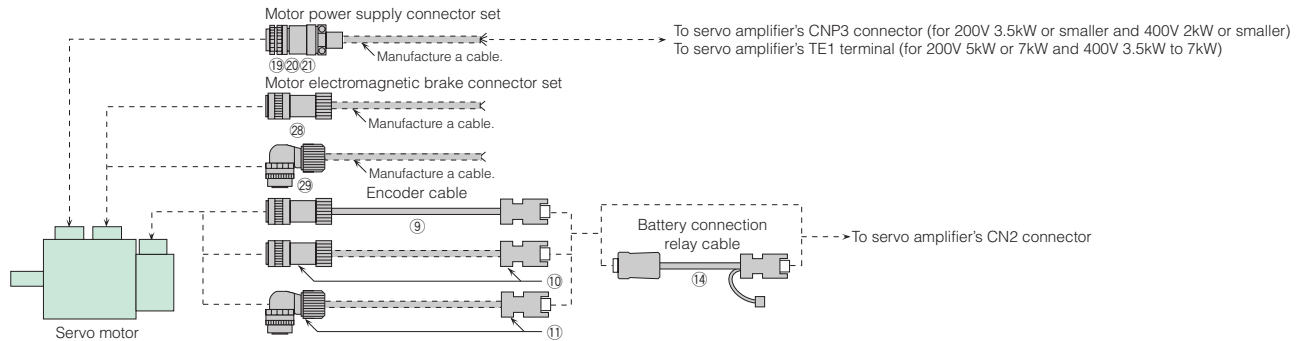 Motor power supply connector set
Manufacture a cable.
⑲⑳㉑
To servo amplifier's CNP3 connector (for 200V 3.5kW or smaller and 400V 2kW or smaller)
To servo amplifier's TE1 terminal (for 200V 5kW or 7kW and 400V 3.5kW to 7kW)
Motor electromagnetic brake connector set
Manufacture a cable.
㉘
Manufacture a cable.
㉙
Encoder cable
⑨
Battery connection
relay cable
⑭
To servo amplifier's CN2 connector
⑩
⑪
Servo motor